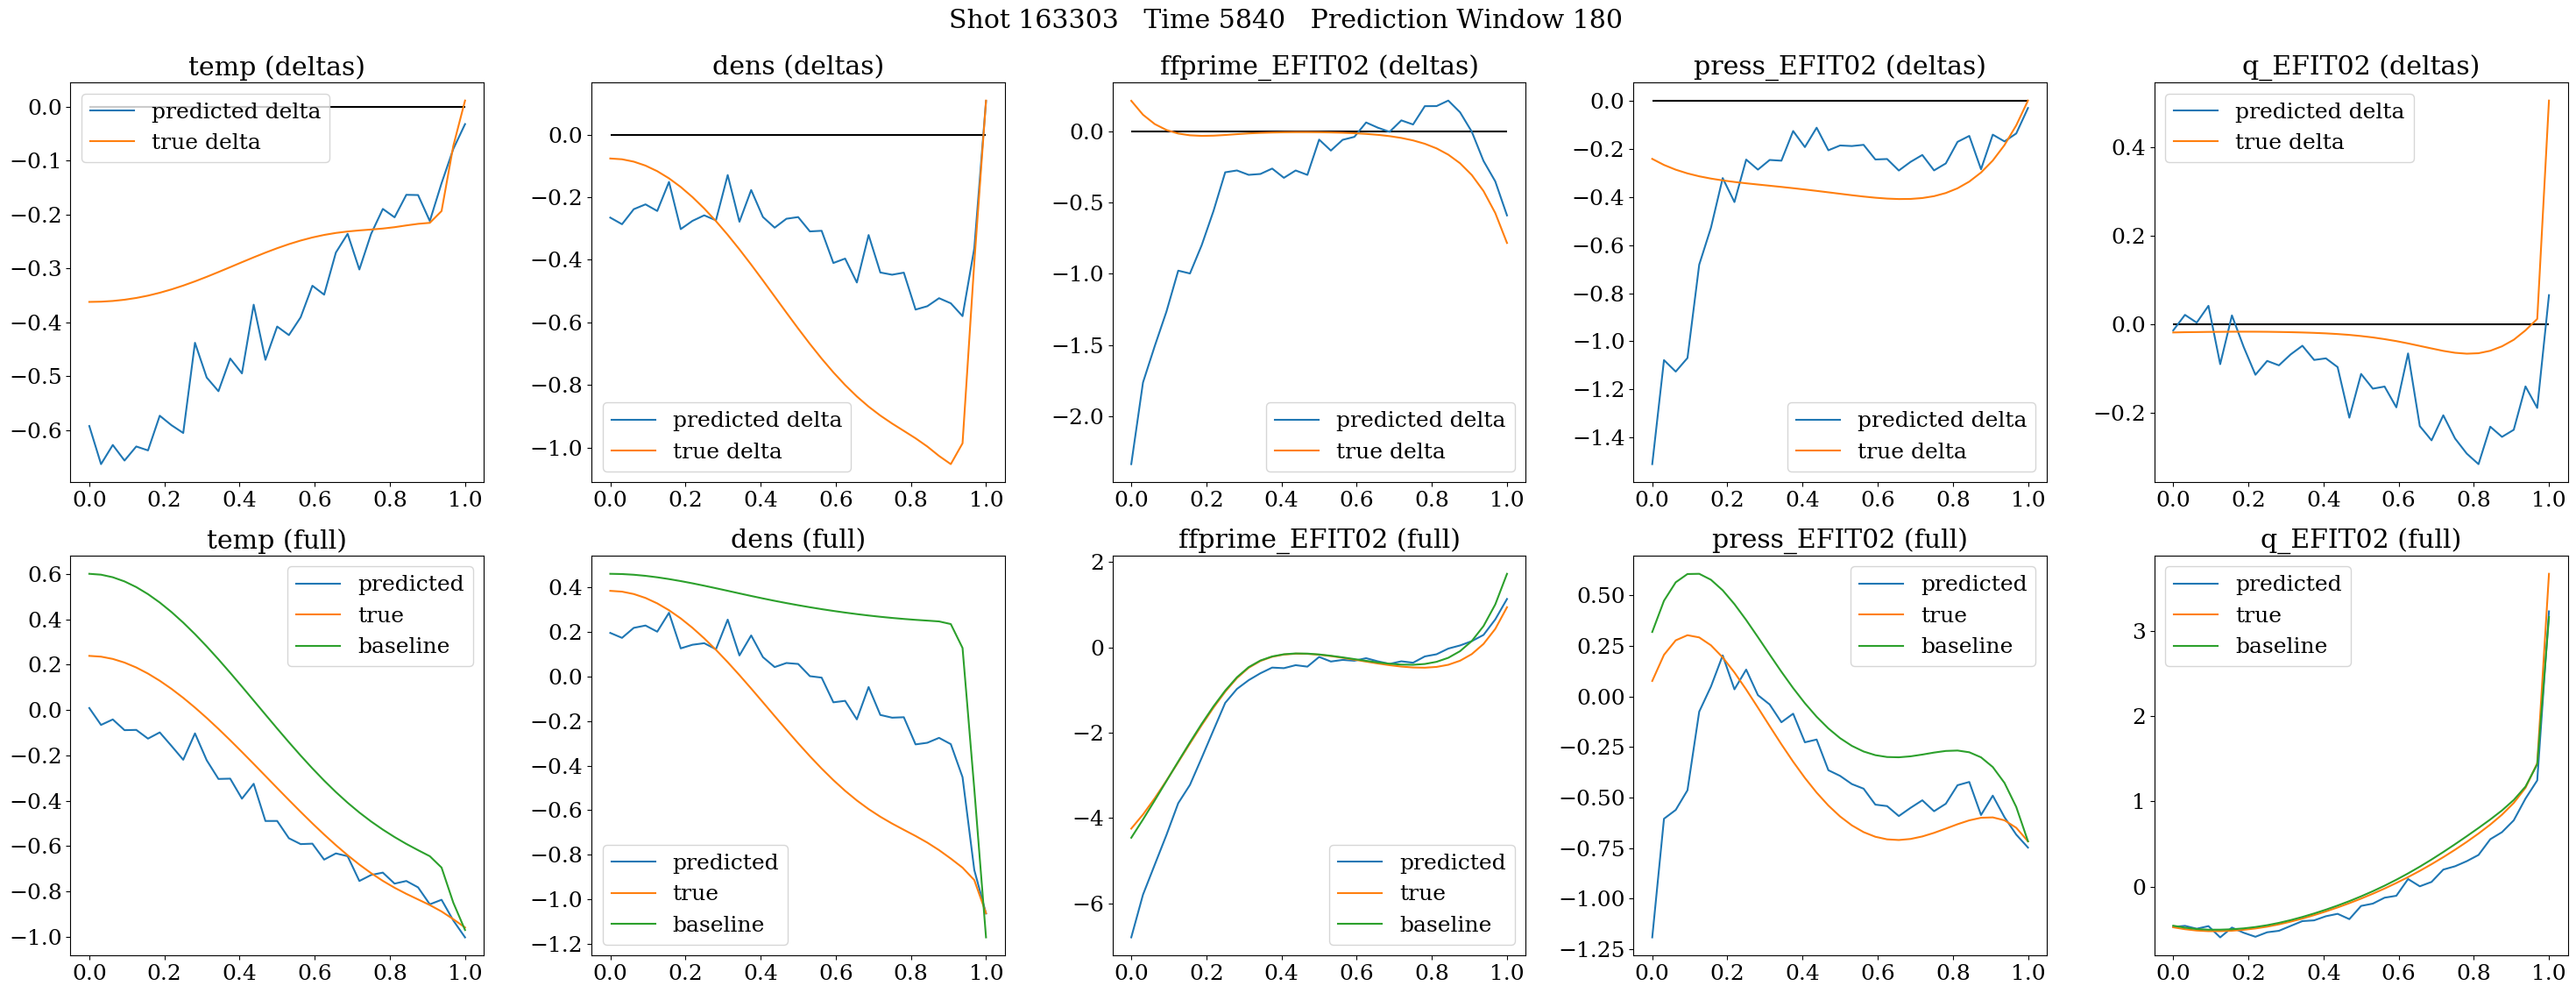 Shot 163303   Time 5840   Prediction Window 180
temp (deltas)
0.0
−0.1
−0.2
−0.3
−0.4
−0.5
−0.6
predicted delta
true delta
0.0 0.2 0.4 0.6 0.8 1.0
dens (deltas)
0.0
−0.2
−0.4
−0.6
−0.8
−1.0
predicted delta
true delta
0.0 0.2 0.4 0.6 0.8 1.0
ffprime_EFIT02 (deltas)
0.0
−0.5
−1.0
−1.5
−2.0
predicted delta
true delta
0.0 0.2 0.4 0.6 0.8 1.0
press_EFIT02 (deltas)
0.0
−0.2
−0.4
−0.6
−0.8
−1.0
−1.2
−1.4
predicted delta
true delta
0.0 0.2 0.4 0.6 0.8 1.0
q_EFIT02 (deltas)
0.4
0.2
0.0
−0.2
predicted delta
true delta
0.0 0.2 0.4 0.6 0.8 1.0
temp (full)
0.6
0.4
0.2
0.0
−0.2
−0.4
−0.6
−0.8
−1.0
predicted
true
baseline
0.0 0.2 0.4 0.6 0.8 1.0
dens (full)
0.4
0.2
0.0
−0.2
−0.4
−0.6
−0.8
−1.0
−1.2
predicted
true
baseline
0.0 0.2 0.4 0.6 0.8 1.0
ffprime_EFIT02 (full)
2
0
−2
−4
−6
predicted
true
baseline
0.0 0.2 0.4 0.6 0.8 1.0
press_EFIT02 (full)
0.50
0.25
0.00
−0.25
−0.50
−0.75
−1.00
−1.25
predicted
true
baseline
0.0 0.2 0.4 0.6 0.8 1.0
q_EFIT02 (full)
3
2
1
0
predicted
true
baseline
0.0 0.2 0.4 0.6 0.8 1.0